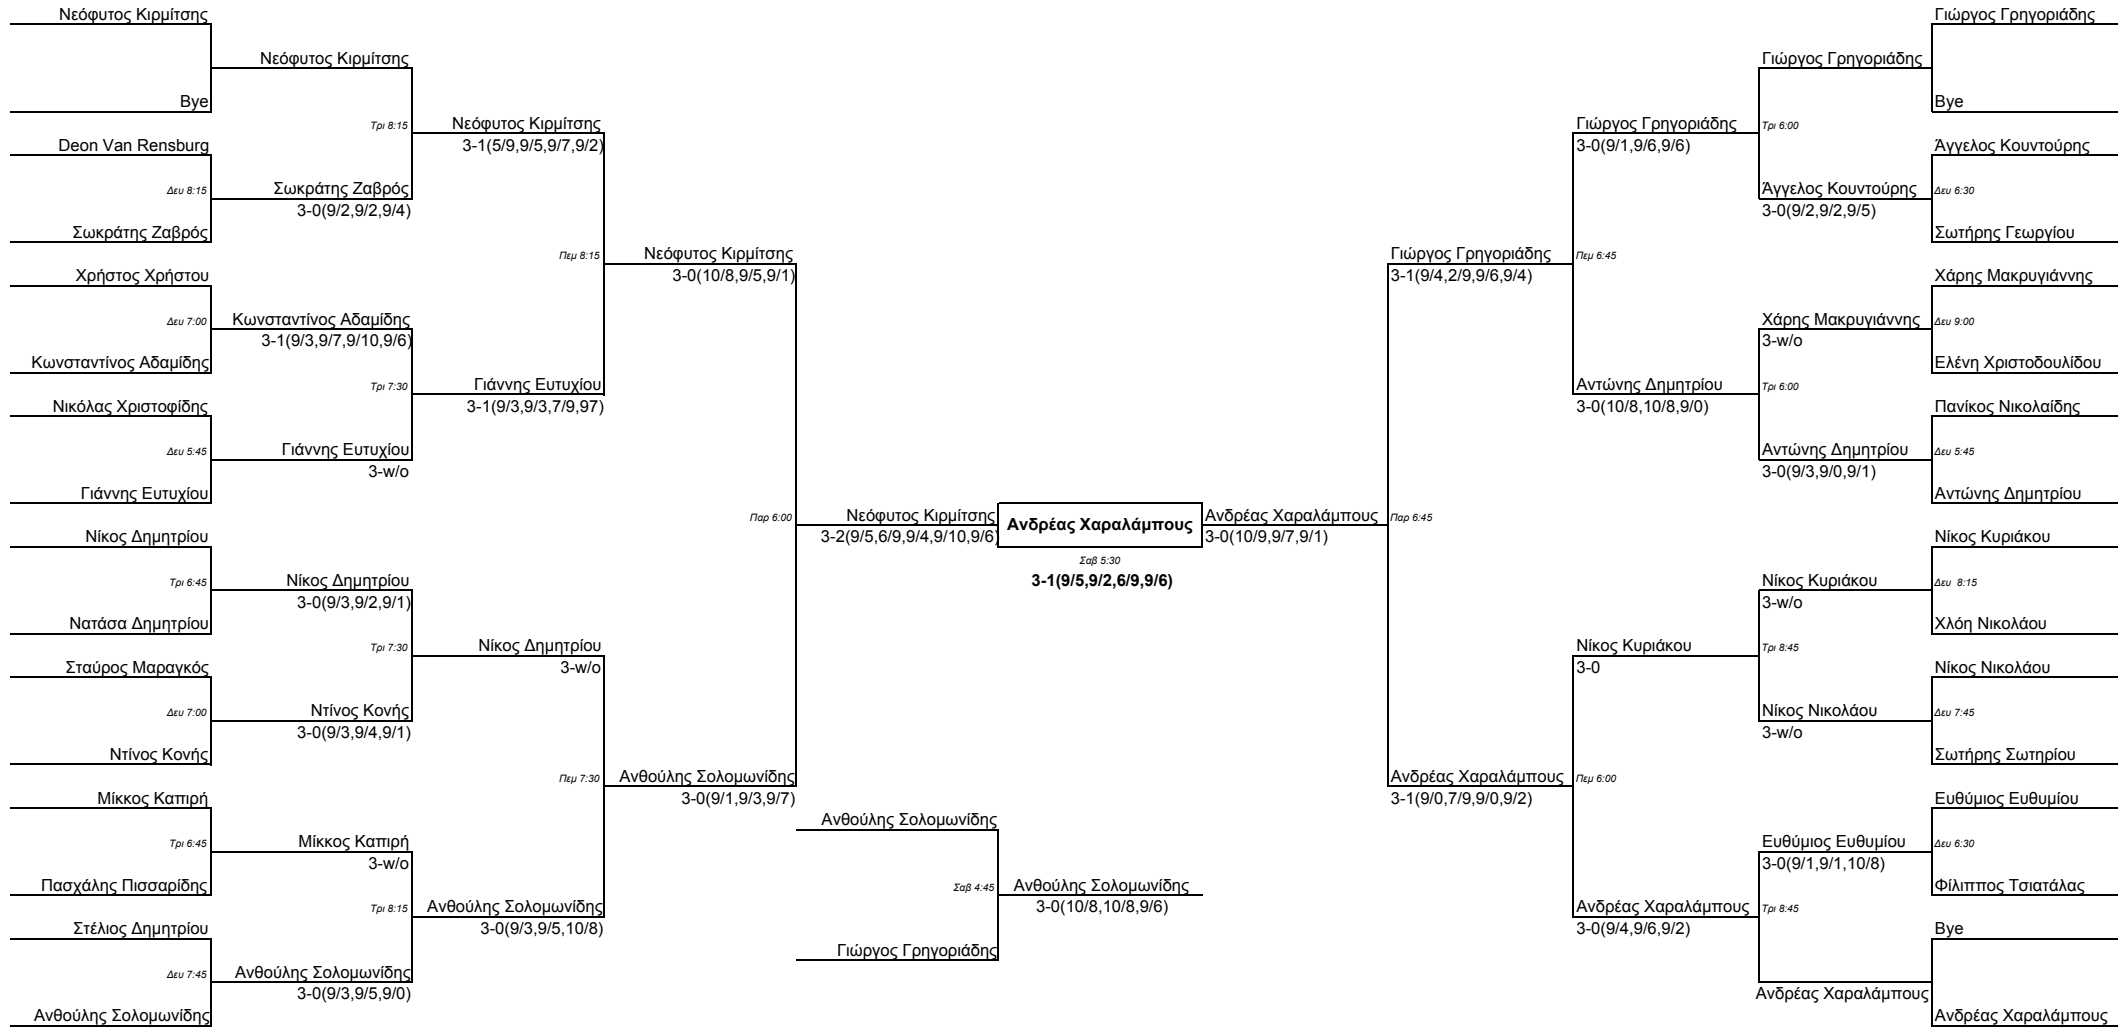 Νεόφυτος Κιρμίτσης
Bye
Deon Van Rensburg
Δευ 8:15
Σωκράτης Ζαβρός
Χρήστος Χρήστου
Δευ 7:00
Κωνσταντίνος Αδαμίδης
Νικόλας Χριστοφίδης
Δευ 5:45
Γιάννης Ευτυχίου
Νίκος Δημητρίου
Τρι 6:45
Νατάσα Δημητρίου
Σταύρος Μαραγκός
Δευ 7:00
Ντίνος Κονής
Μίκκος Καπιρή
Τρι 6:45
Πασχάλης Πισσαρίδης
Στέλιος Δημητρίου
Δευ 7:45
Ανθούλης Σολομωνίδης
Νεόφυτος Κιρμίτσης
Τρι 8:15
Σωκράτης Ζαβρός
3-0(9/2,9/2,9/4)
Κωνσταντίνος Αδαμίδης
3-1(9/3,9/7,9/10,9/6)
Τρι 7:30
Γιάννης Ευτυχίου
3-w/o
Νίκος Δημητρίου
3-0(9/3,9/2,9/1)
Τρι 7:30
Ντίνος Κονής
3-0(9/3,9/4,9/1)
Μίκκος Καπιρή
3-w/o
Τρι 8:15
Ανθούλης Σολομωνίδης
3-0(9/3,9/5,9/0)
Νεόφυτος Κιρμίτσης
3-1(5/9,9/5,9/7,9/2)
Πεμ 8:15
Γιάννης Ευτυχίου
3-1(9/3,9/3,7/9,97)
Νίκος Δημητρίου
3-w/o
Πεμ 7:30
Ανθούλης Σολομωνίδης
3-0(9/3,9/5,10/8)
Νεόφυτος Κιρμίτσης
3-0(10/8,9/5,9/1)
Παρ 6:00
Ανθούλης Σολομωνίδης
3-0(9/1,9/3,9/7)
Νεόφυτος Κιρμίτσης
3-2(9/5,6/9,9/4,9/10,9/6)
Ανδρέας Χαραλάμπους
Σαβ 5:30
3-1(9/5,9/2,6/9,9/6)
Ανθούλης Σολομωνίδης
Σαβ 4:45
Γιώργος Γρηγοριάδης
Ανθούλης Σολομωνίδης
3-0(10/8,10/8,9/6)
Ανδρέας Χαραλάμπους
3-0(10/9,9/7,9/1)
Γιώργος Γρηγοριάδης
3-1(9/4,2/9,9/6,9/4)
Παρ 6:45
Ανδρέας Χαραλάμπους
3-1(9/0,7/9,9/0,9/2)
Γιώργος Γρηγοριάδης
3-0(9/1,9/6,9/6)
Πεμ 6:45
Αντώνης Δημητρίου
3-0(10/8,10/8,9/0)
Νίκος Κυριάκου
3-0
Πεμ 6:00
Ανδρέας Χαραλάμπους
3-0(9/4,9/6,9/2)
Γιώργος Γρηγοριάδης
Τρι 6:00
Άγγελος Κουντούρης
3-0(9/2,9/2,9/5)
Χάρης Μακρυγιάννης
3-w/o
Τρι 6:00
Αντώνης Δημητρίου
3-0(9/3,9/0,9/1)
Νίκος Κυριάκου
3-w/o
Τρι 8:45
Νίκος Νικολάου
3-w/o
Ευθύμιος Ευθυμίου
3-0(9/1,9/1,10/8)
Τρι 8:45
Ανδρέας Χαραλάμπους
Γιώργος Γρηγοριάδης
Bye
Άγγελος Κουντούρης
Δευ 6:30
Σωτήρης Γεωργίου
Χάρης Μακρυγιάννης
Δευ 9:00
Ελένη Χριστοδουλίδου
Πανίκος Νικολαίδης
Δευ 5:45
Αντώνης Δημητρίου
Νίκος Κυριάκου
Δευ 8:15
Χλόη Νικολάου
Νίκος Νικολάου
Δευ 7:45
Σωτήρης Σωτηρίου
Ευθύμιος Ευθυμίου
Δευ 6:30
Φίλιππος Τσιατάλας
Bye
Ανδρέας Χαραλάμπους